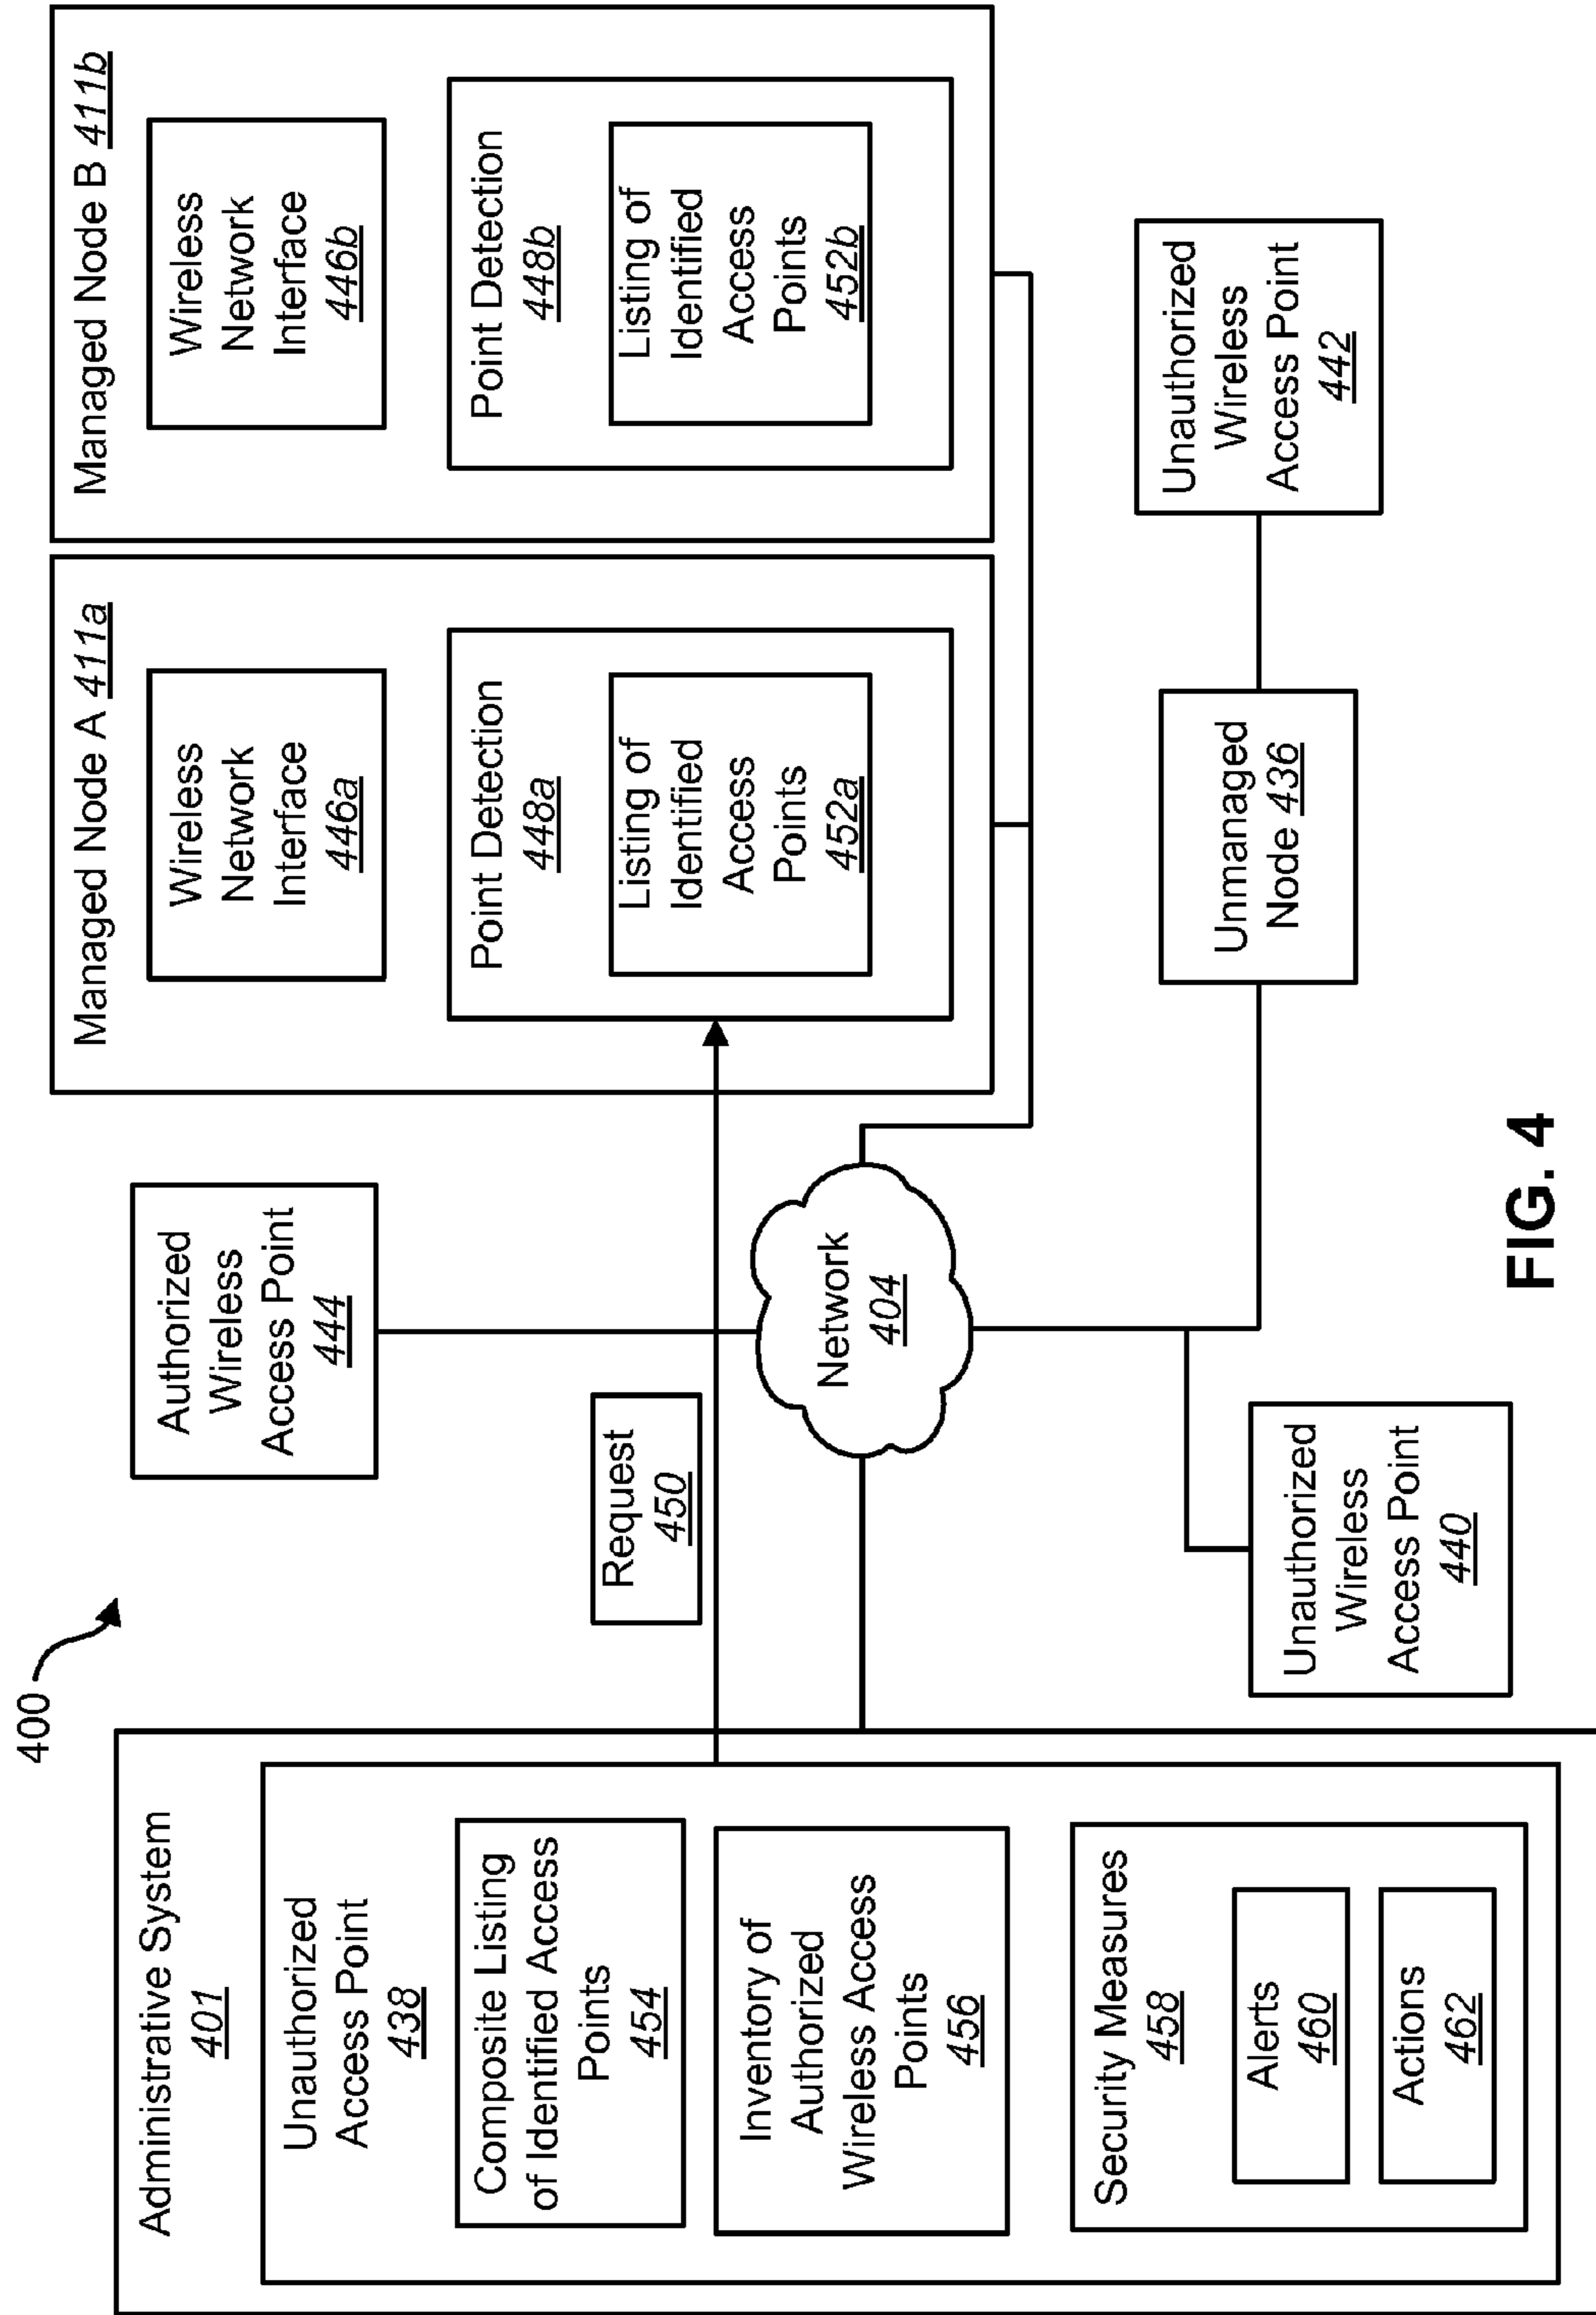 400
Administrative System
401
Unauthorized
Access Point
438
Composite Listing
of Identified Access
Points
454
Inventory of
Authorized
Wireless Access
Points
456
Security Measures
458
Alerts
460
Actions
462
Request
450
Authorized
Wireless
Access Point
444
Network
404
Unauthorized
Wireless
Access Point
440
Managed Node A 411a
Wireless
Network
Interface
446a
Point Detection
448a
Listing of
Identified
Access
Points
452a
Managed Node B 411b
Wireless
Network
Interface
446b
Point Detection
448b
Listing of
Identified
Access
Points
452b
Unmanaged
Node 436
Unauthorized
Wireless
Access Point
442
FIG. 4